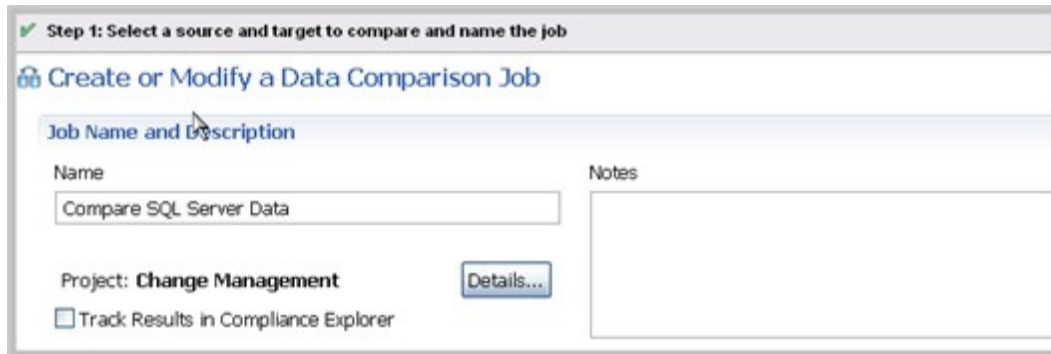 Step 1: Select a source and target to compare and name the job
Create or Modify a Data Comparison Job
Job Name and Description
Name
Notes
Compare SQL Server Data
Project: Change Management
Details...
Track Results in Compliance Explorer